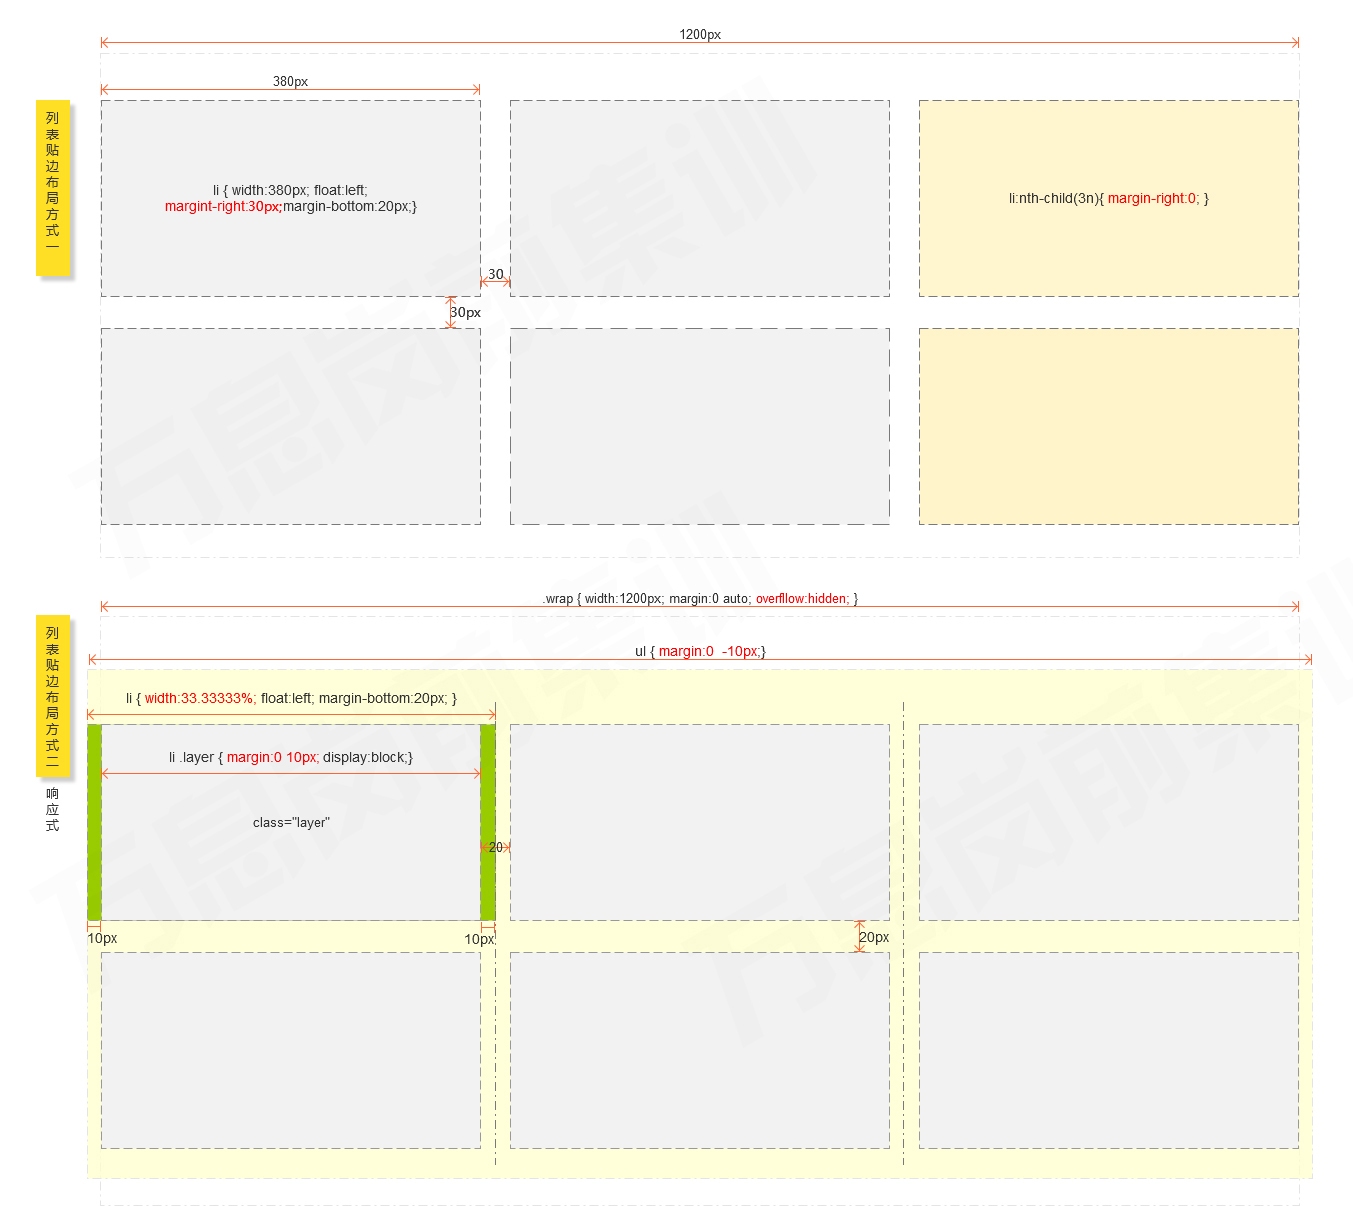 1200px
380px
列表贴边布局方式一
li { width:380px; float:left;
margint-right:30px;margin-bottom:20px;}
li:nth-child(3n){ margin-right:0; }
30
30px
.wrap { width:1200px; margin:0 auto; overfllow:hidden; }
列表贴边布局方式二 响应式
ul { margin:0 -10px;}
li { width:33.33333%; float:left; margin-bottom:20px; }
li .layer { margin:0 10px; display:block;}
class="layer"
20
10px
10px
20px